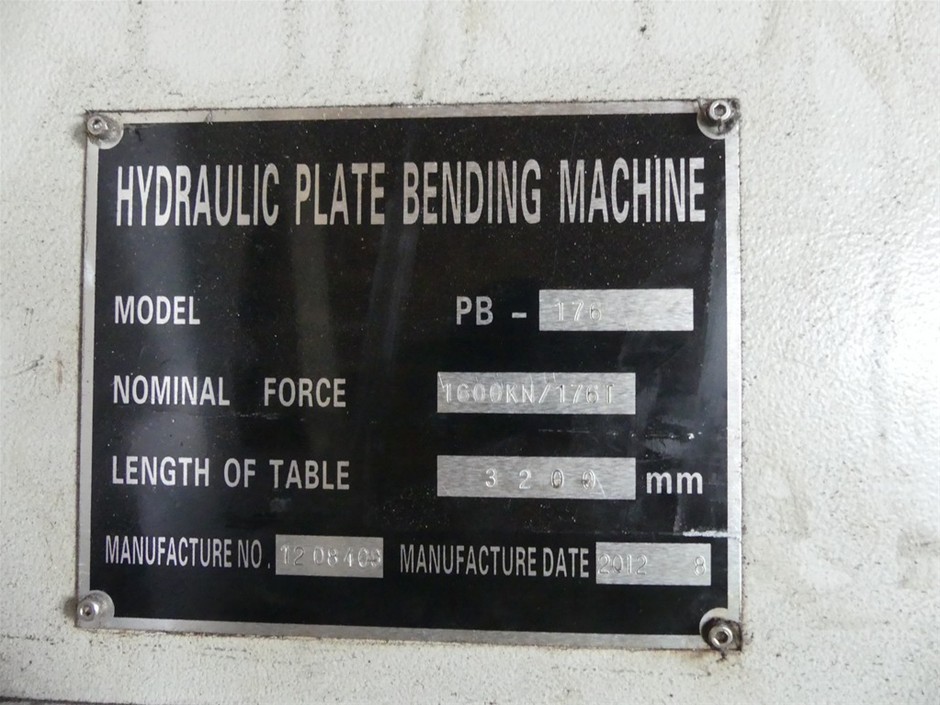 HYDRAULIC PLATE BENDING MACHINE
MODEL PB - 176
NOMINAL FORCE 1600KN/176T
LENGTH OF TABLE 3200 mm
MANUFACTURE NO. MANUFACTURE DATE 2012 8